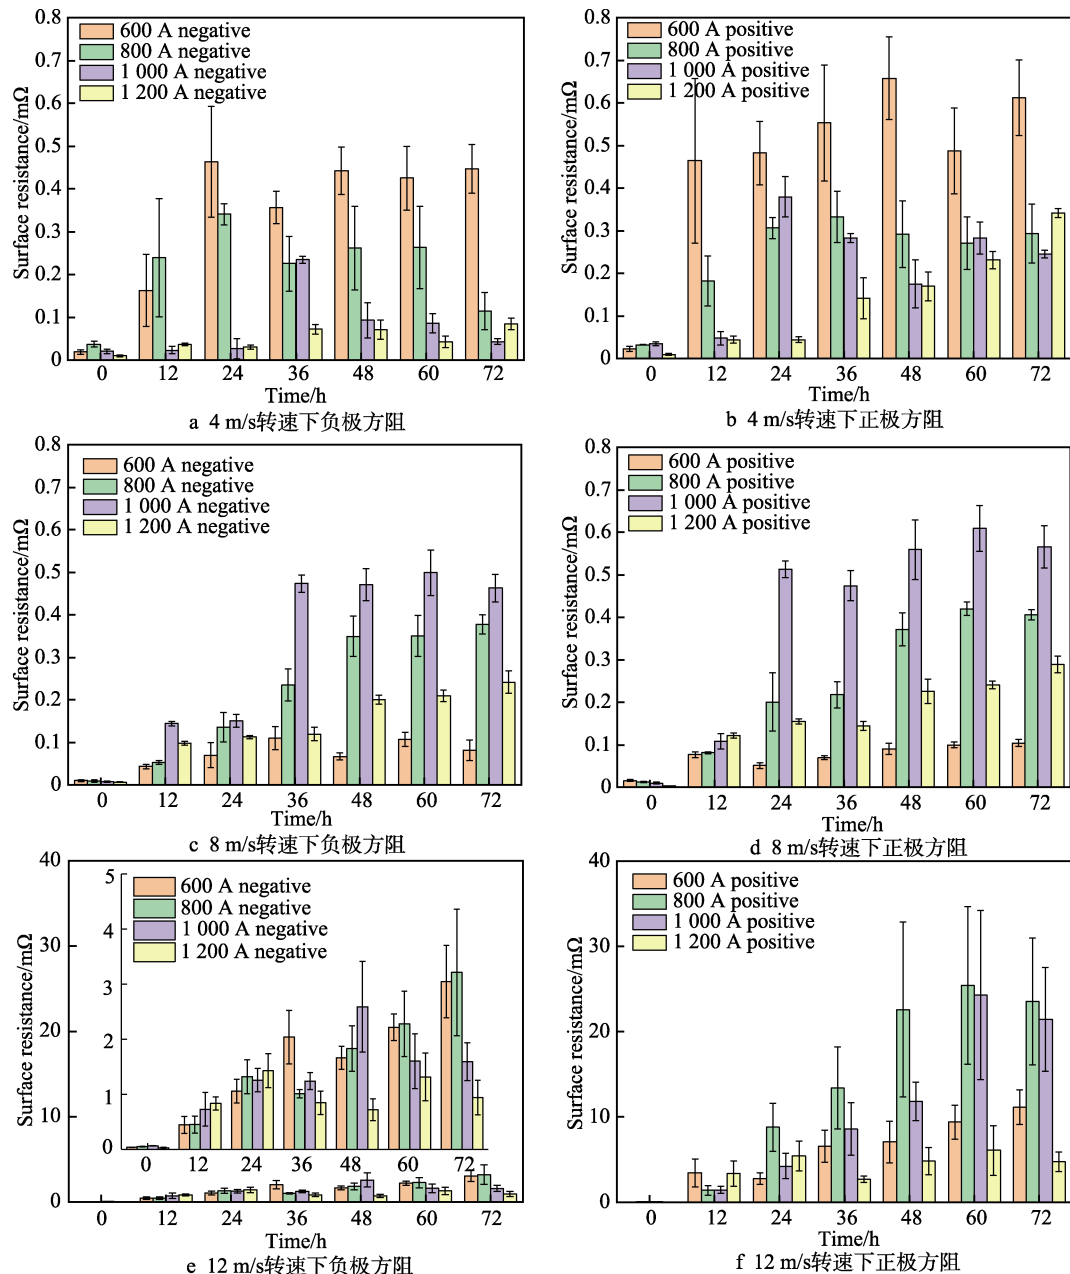 0.8
0.7
0.6
0.5
0.4
0.3
0.2
0.1
0
Surface resistance/mΩ
600 A negative
800 A negative
1 000 A negative
1 200 A negative
0 12 24 36 48 60 72
Time/h
a 4 m/s转速下负极方阻
0.8
0.7
0.6
0.5
0.4
0.3
0.2
0.1
0
Surface resistance/mΩ
600 A positive
800 A positive
1 000 A positive
1 200 A positive
0 12 24 36 48 60 72
Time/h
b 4 m/s转速下正极方阻
0.8
0.7
0.6
0.5
0.4
0.3
0.2
0.1
0
Surface resistance/mΩ
600 A negative
800 A negative
1 000 A negative
1 200 A negative
0 12 24 36 48 60 72
Time/h
c 8 m/s转速下负极方阻
0.8
0.7
0.6
0.5
0.4
0.3
0.2
0.1
0
Surface resistance/mΩ
600 A positive
800 A positive
1 000 A positive
1 200 A positive
0 12 24 36 48 60 72
Time/h
d 8 m/s转速下正极方阻
40
30
20
10
0
Surface resistance/mΩ
5
4
3
2
1
0
600 A negative
800 A negative
1 000 A negative
1 200 A negative
0 12 24 36 48 60 72
0 12 24 36 48 60 72
Time/h
e 12 m/s转速下负极方阻
40
30
20
10
0
Surface resistance/mΩ
600 A positive
800 A positive
1 000 A positive
1 200 A positive
0 12 24 36 48 60 72
Time/h
f 12 m/s转速下正极方阻